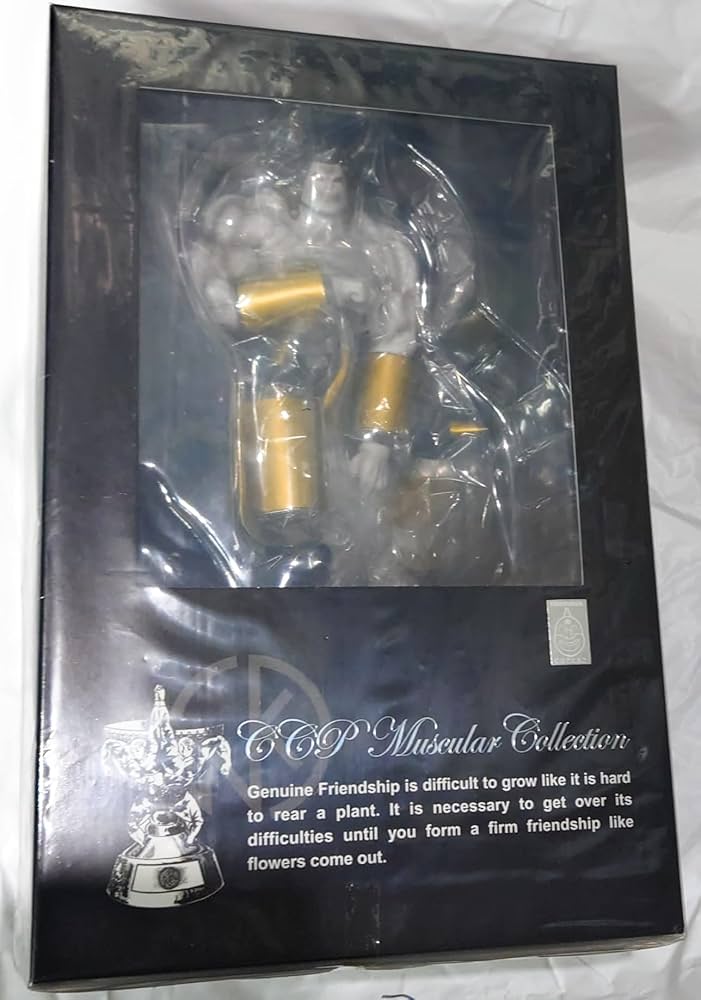 CCP Muscular Collection
Genuine Friendship is difficult to grow like it is hard
to rear a plant. It is necessary to get over its
difficulties until you form a firm friendship like
flowers come out.